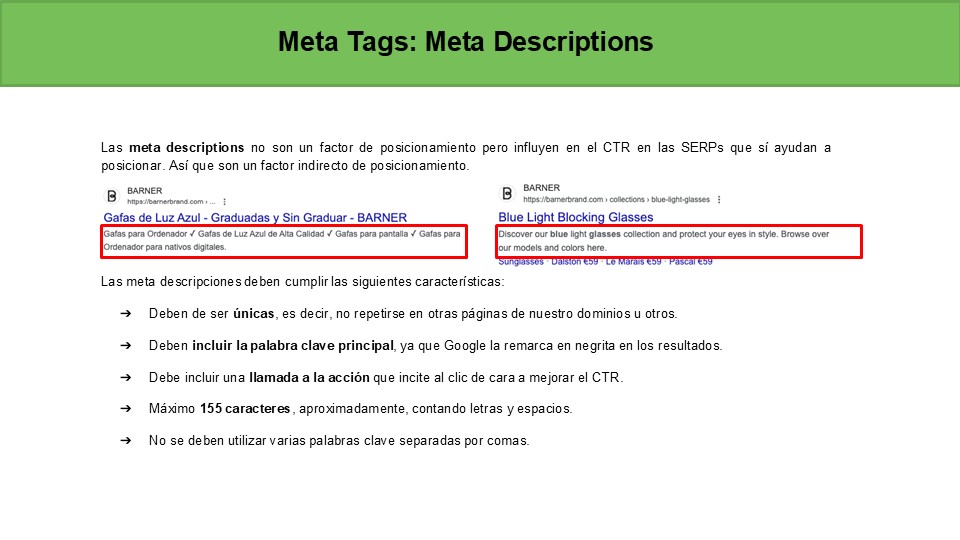 Meta Tags: Meta Descriptions
Las meta descriptions no son un factor de posicionamiento pero influyen en el CTR en las SERPs que sí ayudan a
posicionar. Así que son un factor indirecto de posicionamiento.
BARNER
https://barnerbrand.com › ...
Gafas de Luz Azul - Graduadas y Sin Graduar - BARNER
Gafas para Ordenador ✓ Gafas de Luz Azul de Alta Calidad ✓ Gafas para pantalla ✓ Gafas para
Ordenador para nativos digitales.
BARNER
https://barnerbrand.com › collections › blue-light-glasses
Blue Light Blocking Glasses
Discover our blue light glasses collection and protect your eyes in style. Browse over
our models and colors here.
Sunglasses · Dalston €59 · Le Marais €59 · Pascal €59
Las meta descripciones deben cumplir las siguientes características:
➔ Deben de ser únicas, es decir, no repetirse en otras páginas de nuestro dominios u otros.
➔ Deben incluir la palabra clave principal, ya que Google la remarca en negrita en los resultados.
➔ Debe incluir una llamada a la acción que incite al clic de cara a mejorar el CTR.
➔ Máximo 155 caracteres, aproximadamente, contando letras y espacios.
➔ No se deben utilizar varias palabras clave separadas por comas.